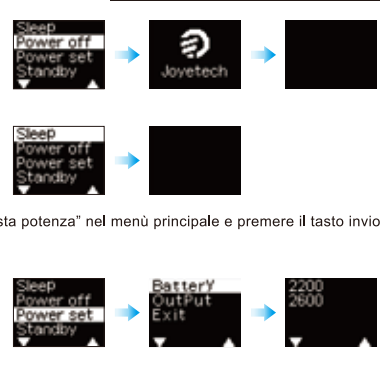 Sleep
Power off
Power set
Standby
Joyetech
Sleep
Power off
Power set
Standby
sta potenza" nel menù principale e premere il tasto invio
Sleep
Power off
Power set
Standby
BatterY
OutPut
Exit
2200
2600